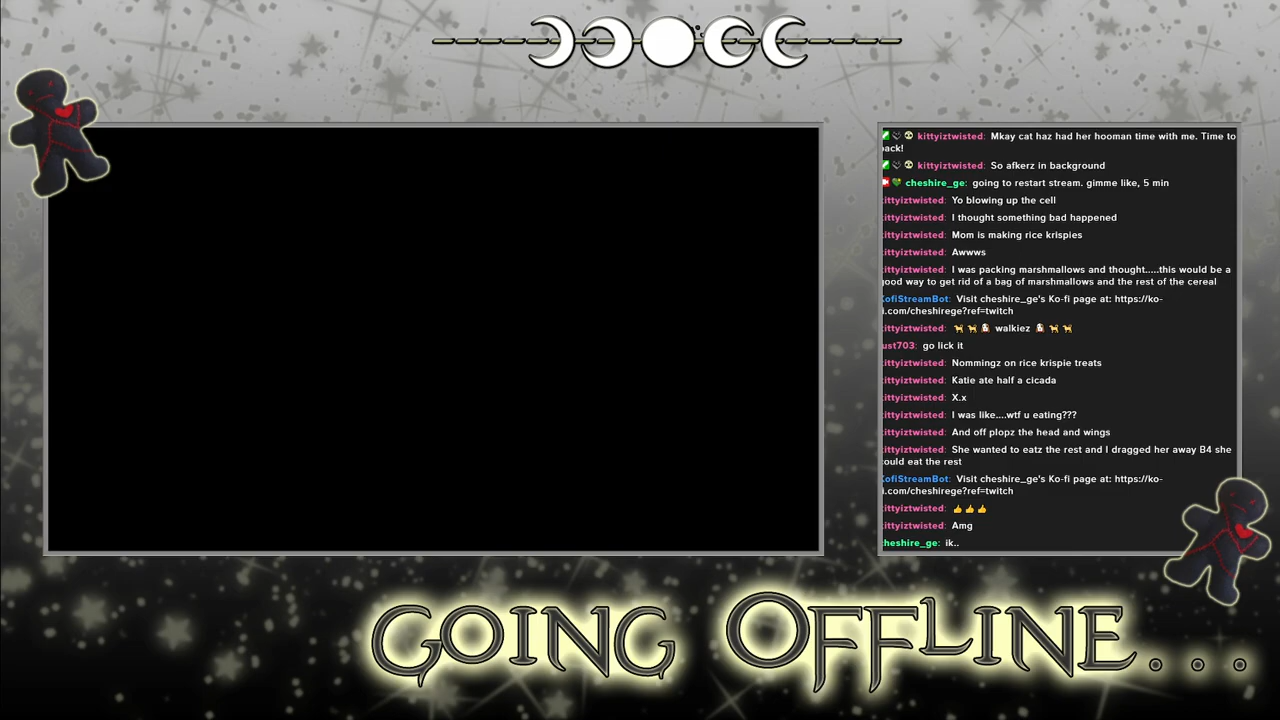 kittyiztwisted: Mkay cat haz had her hooman time with me. Time to
back!
kittyiztwisted: So afkerz in background
cheshire_ge: going to restart stream. gimme like, 5 min
ittyiztwisted: Yo blowing up the cell
ittyiztwisted: I thought something bad happened
ittyiztwisted: Mom is making rice krispies
ittyiztwisted: Awwws
ittyiztwisted: I was packing marshmallows and thought.....this would be a
good way to get rid of a bag of marshmallows and the rest of the cereal
KofiStreamBot: Visit cheshire_ge's Ko-fi page at: https://ko-
i.com/cheshirege?ref=twitch
ittyiztwisted: 🐕🐕 walkiez 🐕🐕
ust703: go lick it
ittyiztwisted: Nommingz on rice krispie treats
ittyiztwisted: Katie ate half a cicada
ittyiztwisted: X.x
ittyiztwisted: I was like....wtf u eating???
ittyiztwisted: And off plopz the head and wings
ittyiztwisted: She wanted to eatz the rest and I dragged her away B4 she
could eat the rest
KofiStreamBot: Visit cheshire_ge's Ko-fi page at: https://ko-
i.com/cheshirege?ref=twitch
ittyiztwisted: 👍👍👍
ittyiztwisted: Amg
cheshire_ge: ik..
Going Offline...